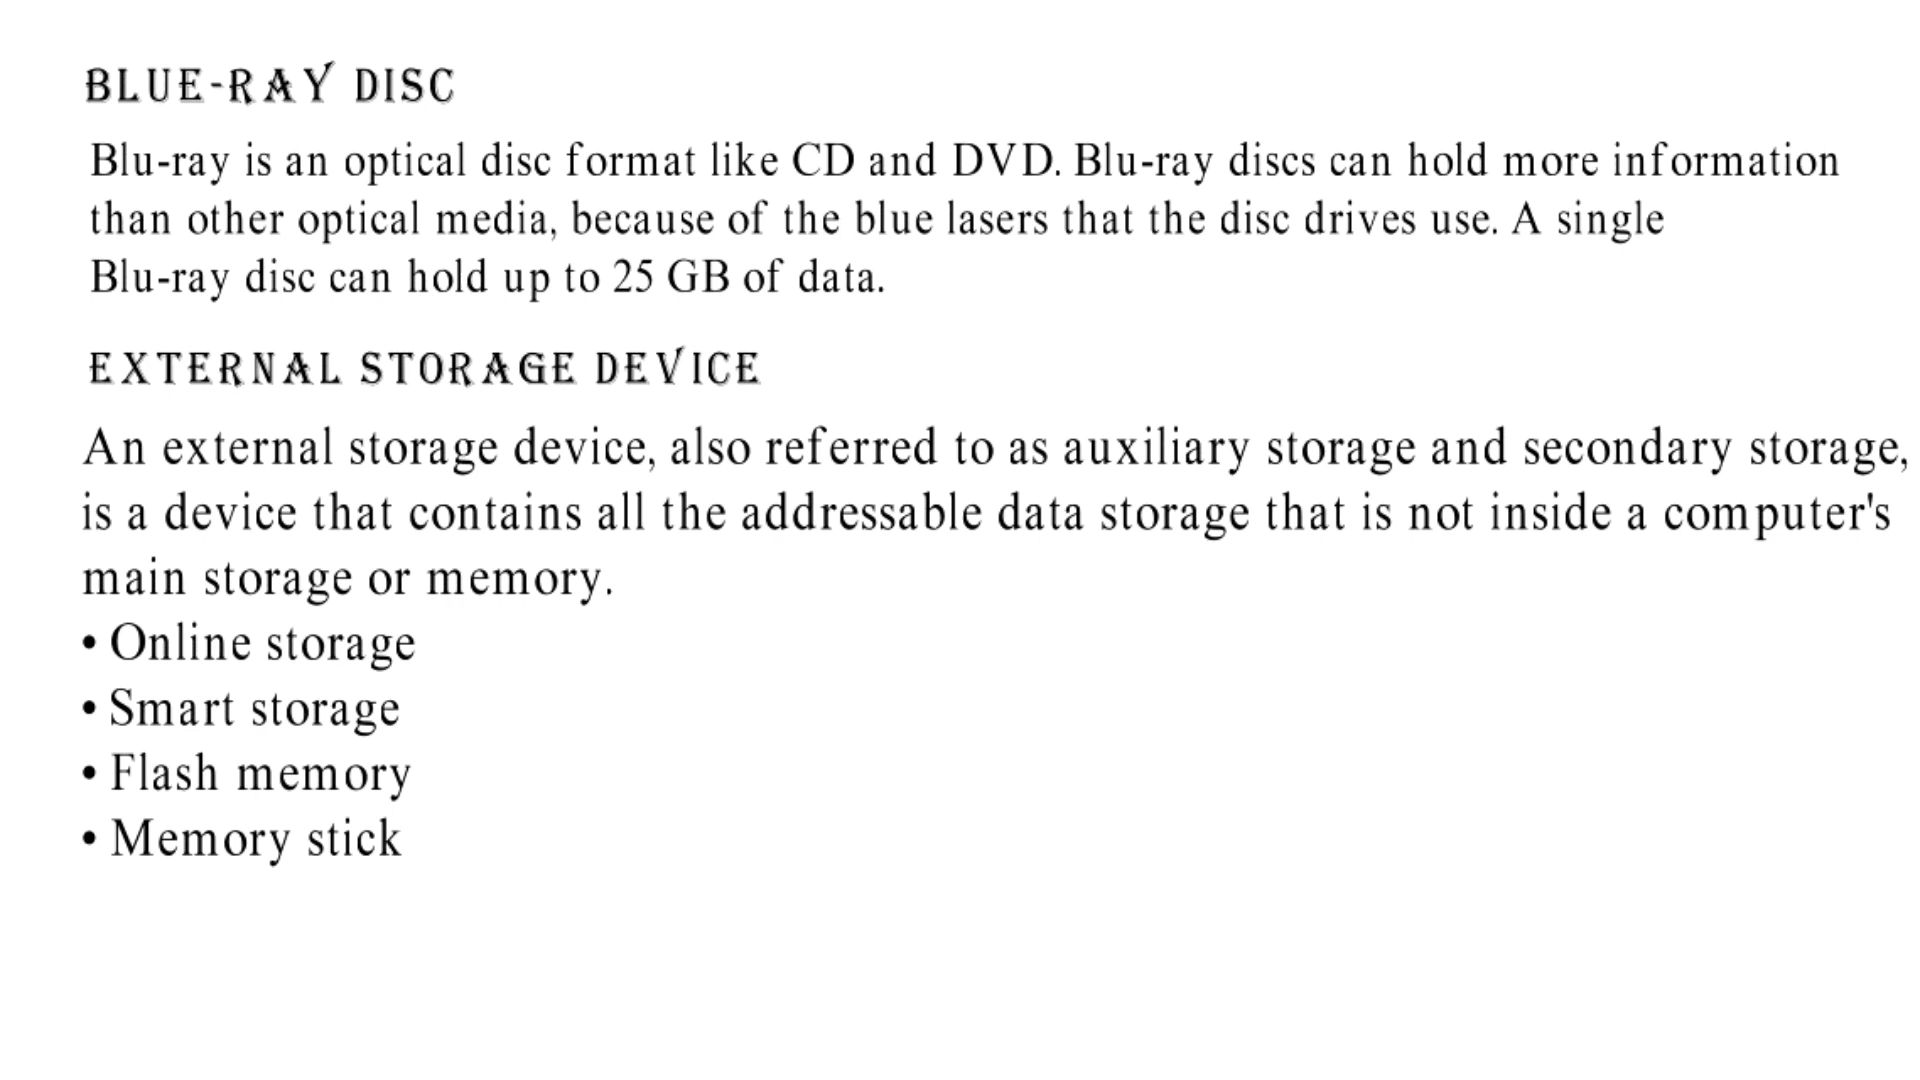 BLUE-RAY DISC
Blu-ray is an optical disc format like CD and DVD. Blu-ray discs can hold more information
than other optical media, because of the blue lasers that the disc drives use. A single
Blu-ray disc can hold up to 25 GB of data.
EXTERNAL STORAGE DEVICE
An external storage device, also referred to as auxiliary storage and secondary storage,
is a device that contains all the addressable data storage that is not inside a computer's
main storage or memory.
• Online storage
• Smart storage
• Flash memory
• Memory stick